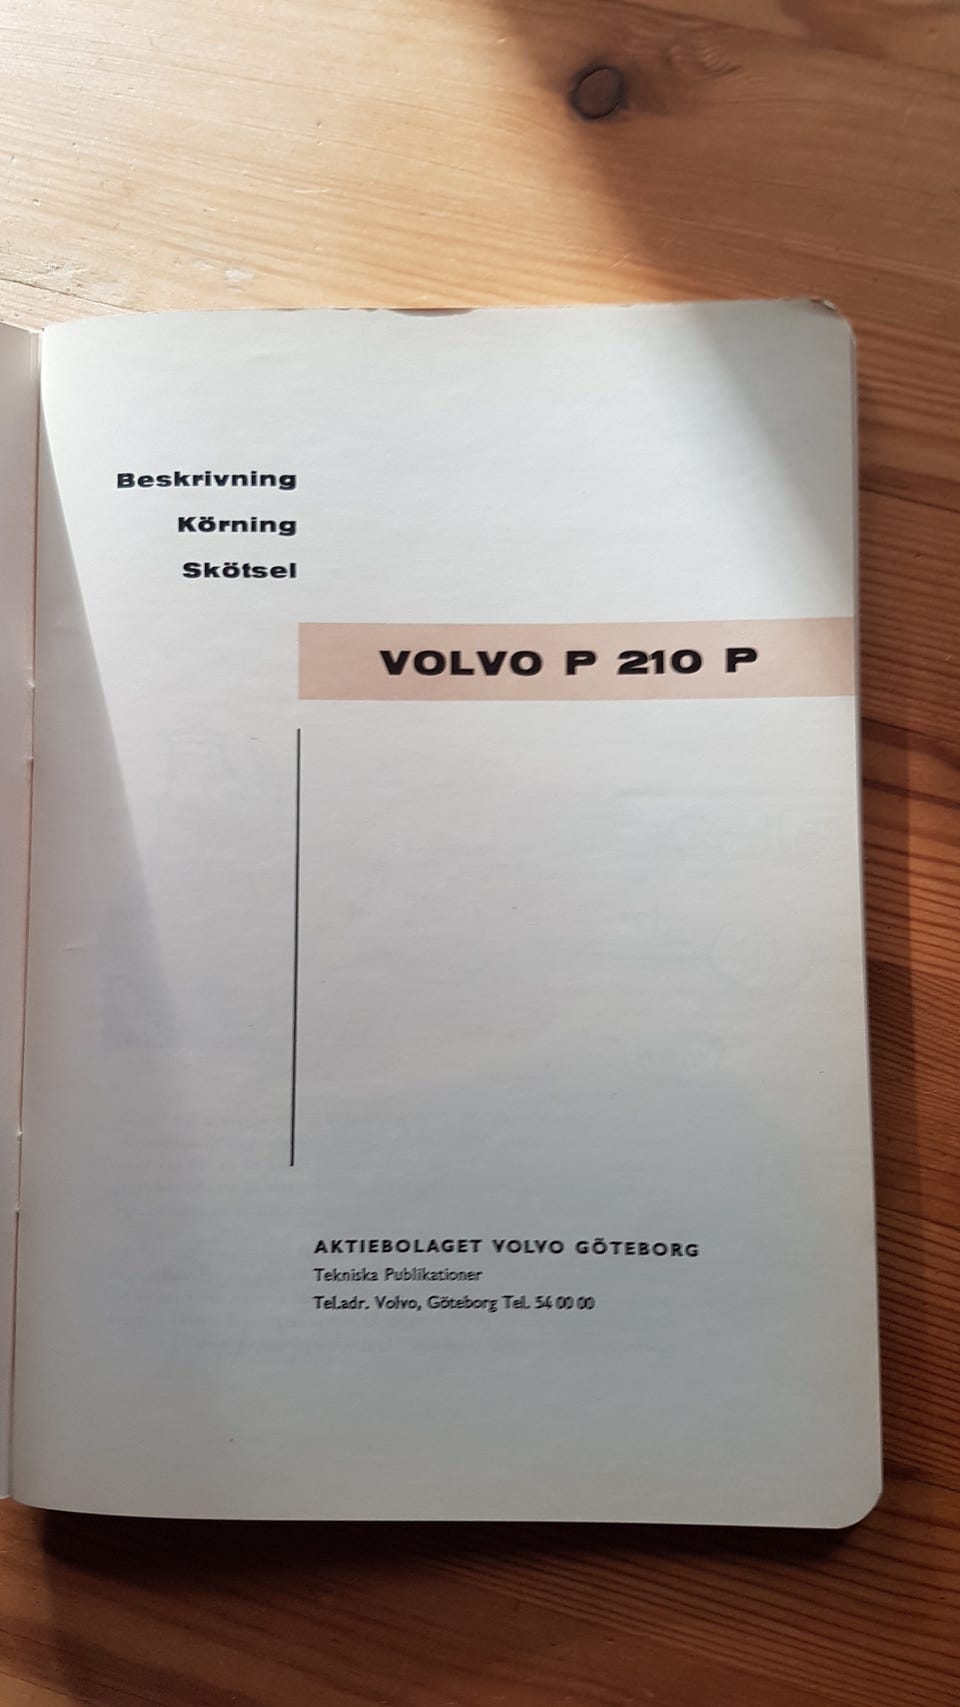 Beskrivning
Körning
Skötsel
VOLVO P 210 P
AKTIEBOLAGET VOLVO GÖTEBORG
Tekniska Publikationer
Tel.adr. Volvo, Göteborg Tel. 54 00 00